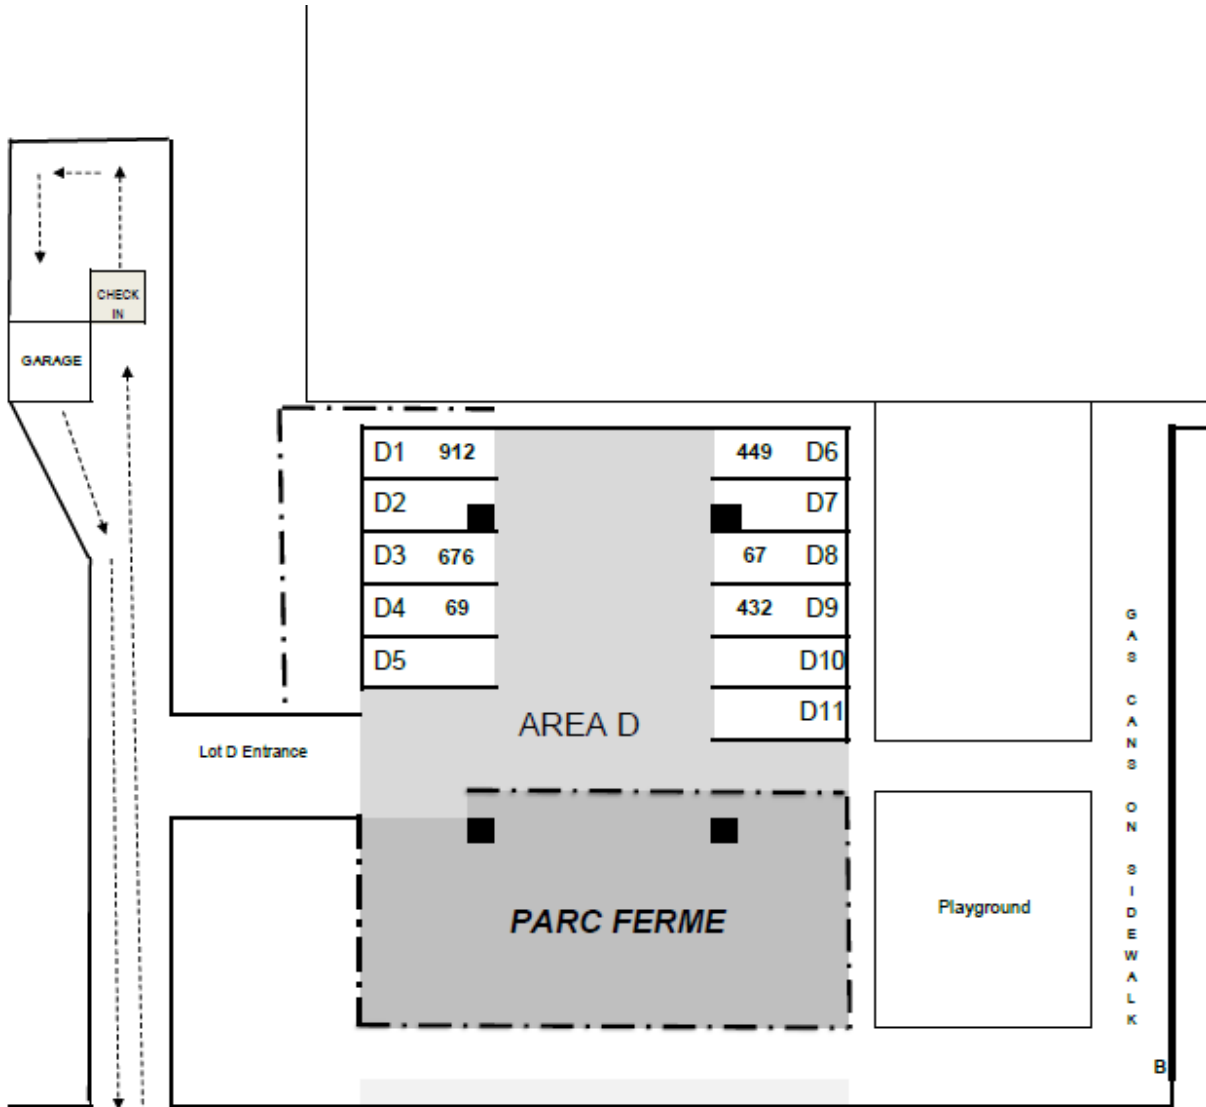 CHECK
IN
GARAGE
D1 912 449 D6
D2 D7
D3 676 67 D8
D4 69 432 D9
D5 D10
D11
AREA D
Lot D Entrance
PARC FERME
Playground
GAS CANS ON SIDEWALK
B